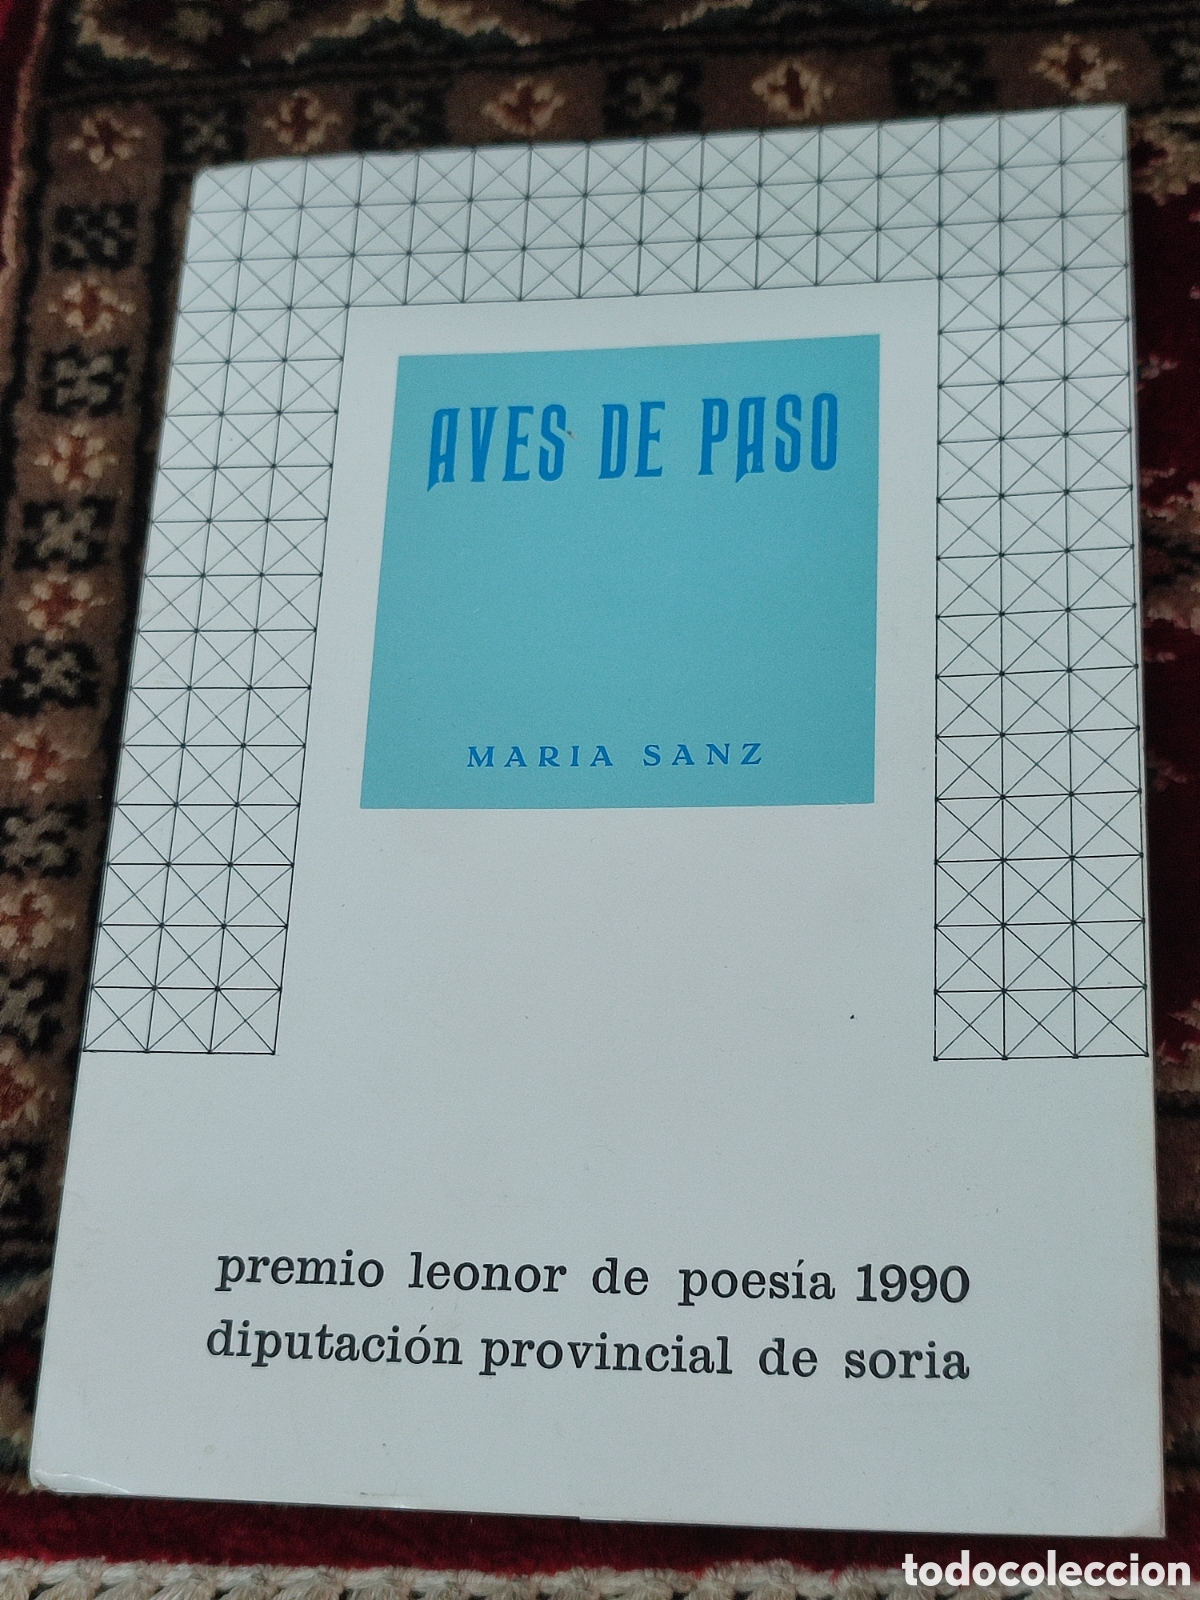 AVES DE PASO
MARIA SANZ
premio leonor de poesía 1990
diputación provincial de soria
todocoleccion